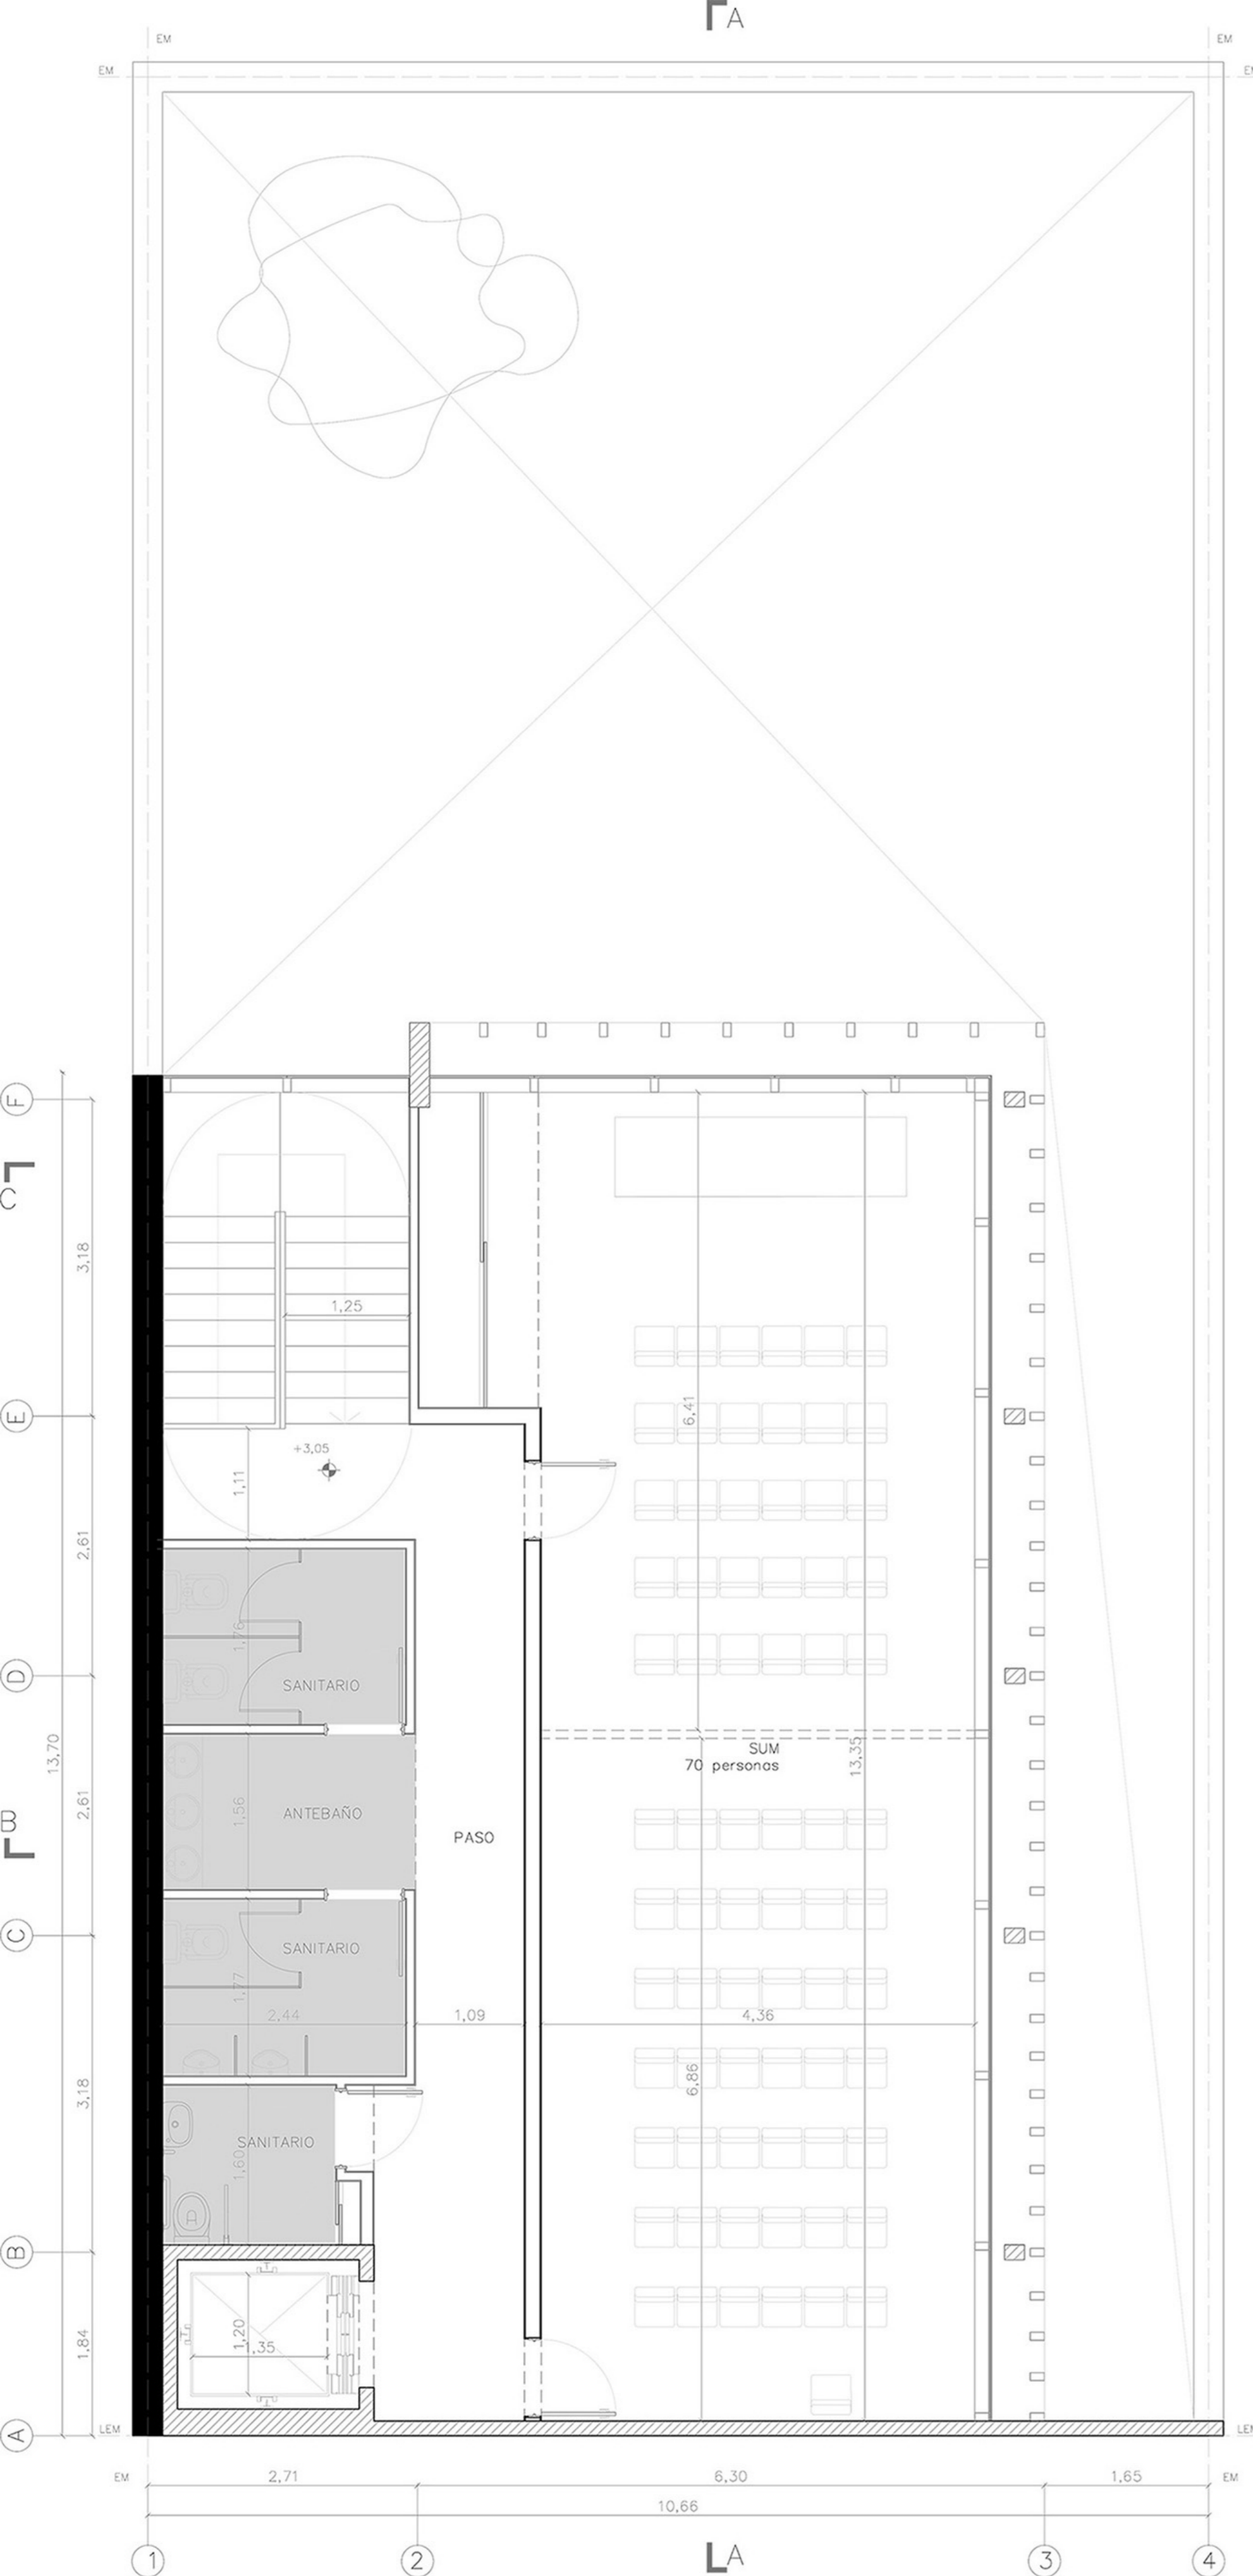 A
EM
EM
EM
EM
F
C
3,18
1,25
E
6,41
+3,05
1,11
2,61
1,76
D
SANITARIO
13,70
SUM
13,35
70 personas
2,61
B
1,56
ANTEBAÑO
PASO
C
SANITARIO
1,77
2,44
1,09
4,36
3,18
6,86
SANITARIO
1,60
B
1,84
1,20
1,35
A
LEM
LEM
EM
2,71
6,30
1,65
EM
10,66
1
2
A
3
4